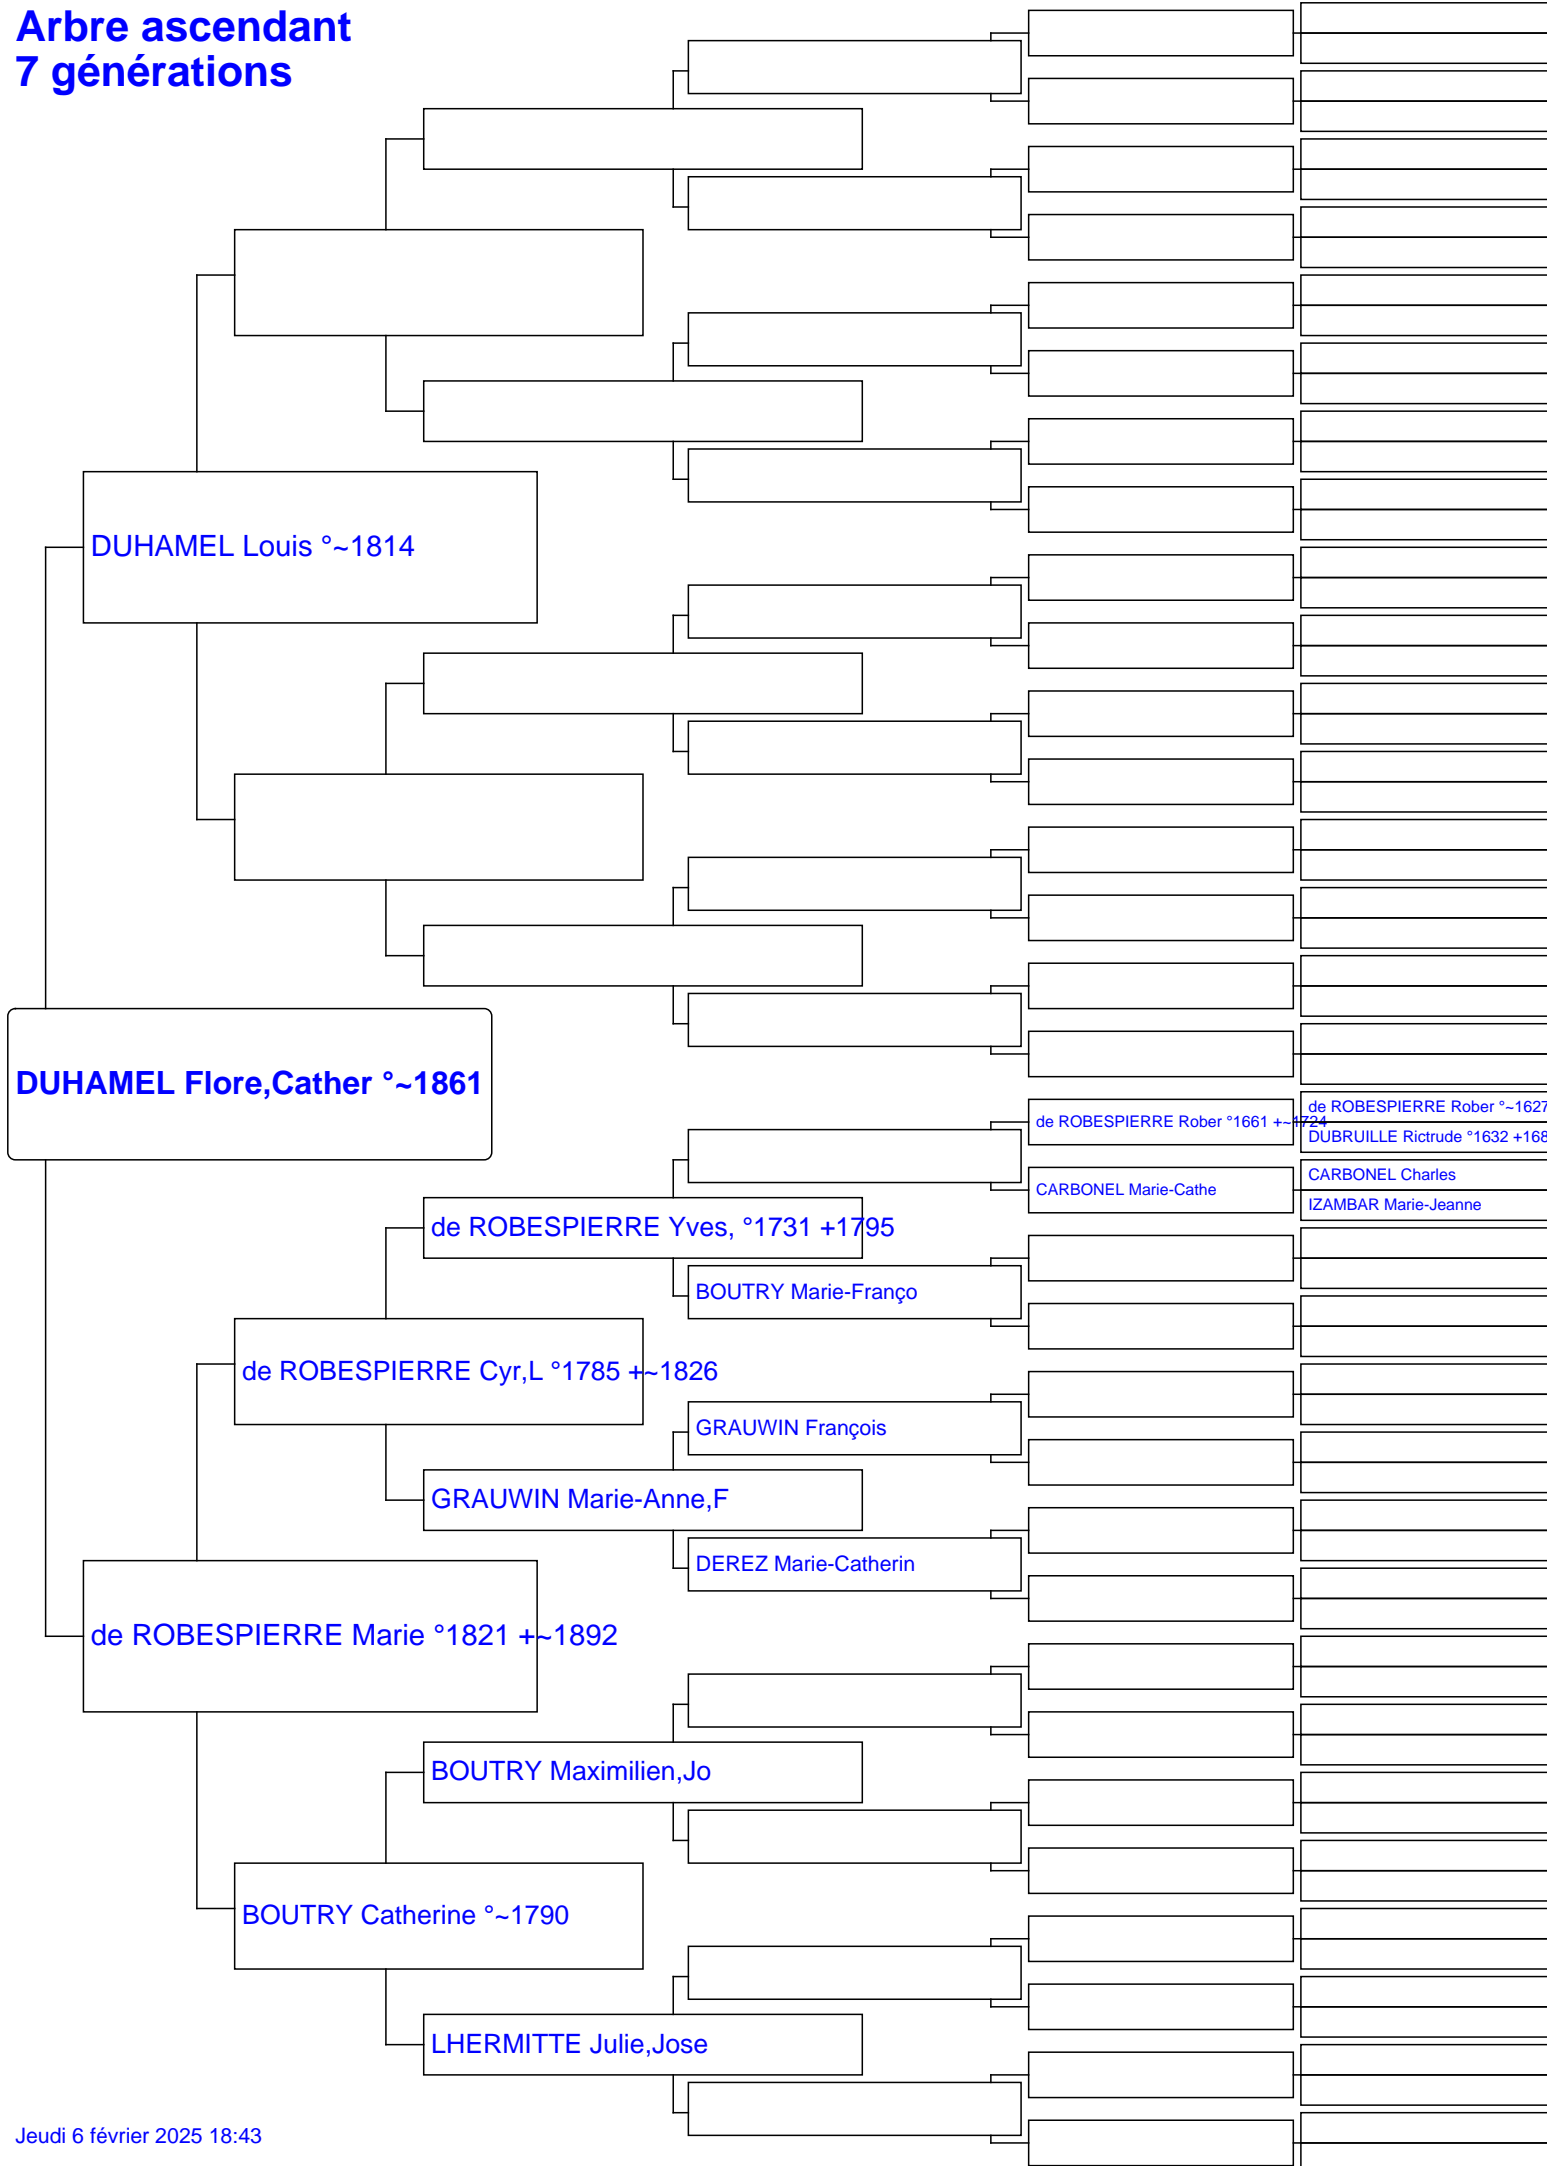 Arbre ascendant
7 générations
DUHAMEL Louis °~1814
DUHAMEL Flore,Cather °~1861
de ROBESPIERRE Rober °1661 +~1724
de ROBESPIERRE Rober °~1627
DUBRUILLE Rictrude °1632 +168
CARBONEL Marie-Cathe
CARBONEL Charles
IZAMBAR Marie-Jeanne
de ROBESPIERRE Yves, °1731 +1795
BOUTRY Marie-Franço
de ROBESPIERRE Cyr,L °1785 +~1826
GRAUWIN François
GRAUWIN Marie-Anne,F
DEREZ Marie-Catherin
de ROBESPIERRE Marie °1821 +~1892
BOUTRY Maximilien,Jo
BOUTRY Catherine °~1790
LHERMITTE Julie,Jose
Jeudi 6 février 2025 18:43